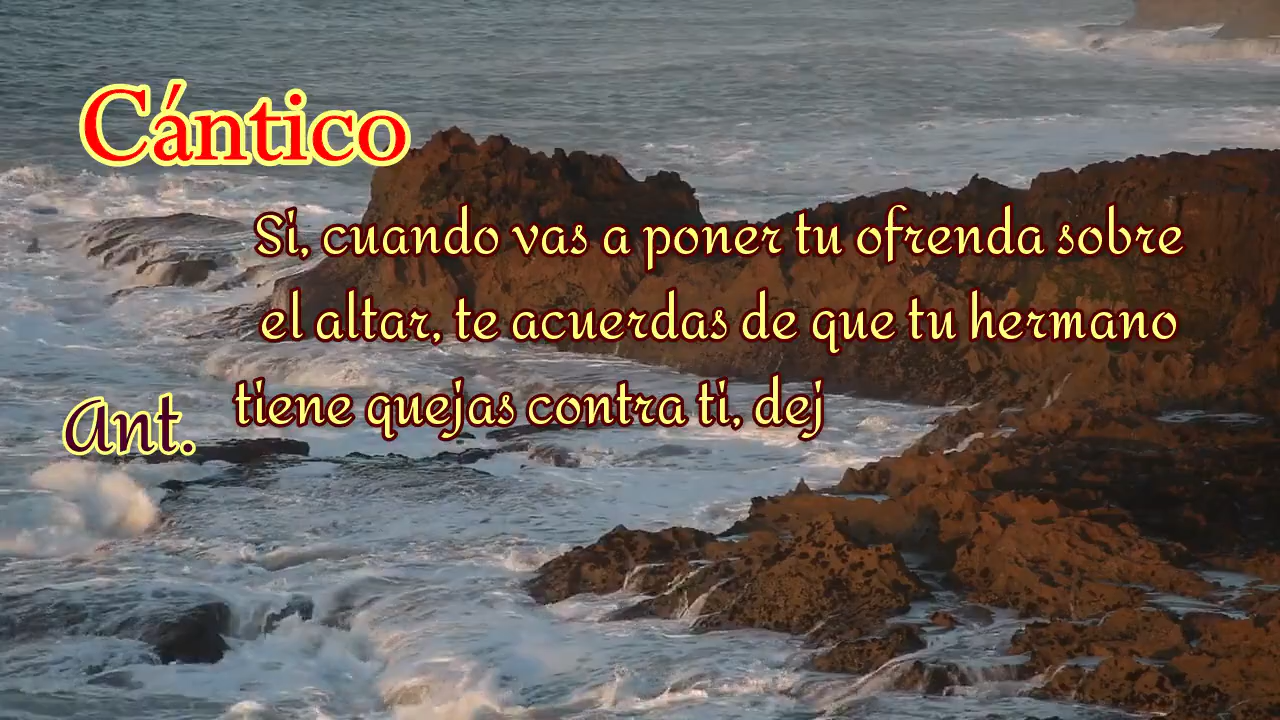 Cántico
Si, cuando vas a poner tu ofrenda sobre
el altar, te acuerdas de que tu hermano
tiene quejas contra ti, dej
Ant.